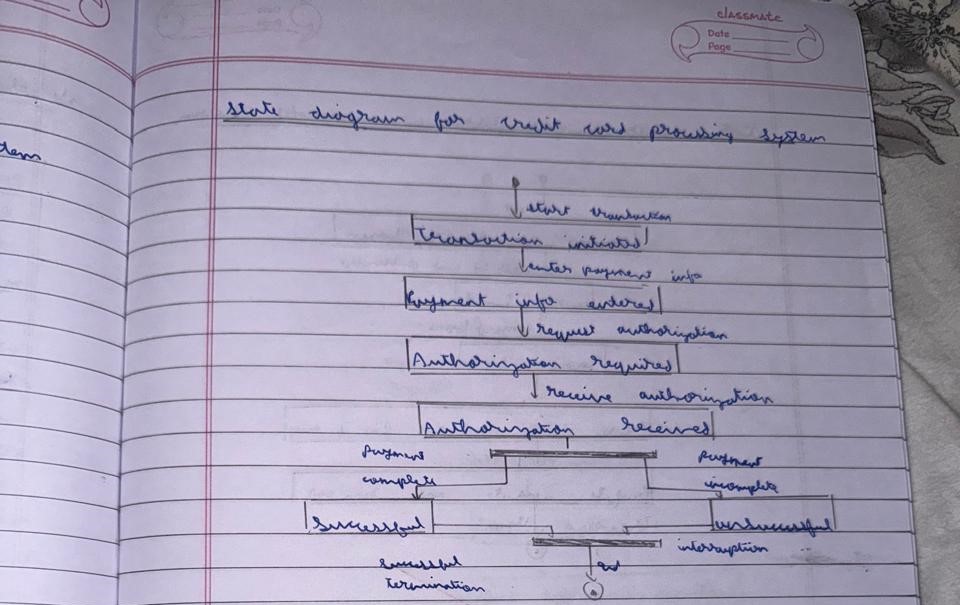 classmate
Date
Page
State diagram for credit card processing system
tem
start transaction
Transaction initiated
enter payment info
Payment info entered
request authorization
Authorization required
receive authorization
Authorization received
payment complete
payment incomplete
Successful
unsuccessful
interruption
successful termination
end